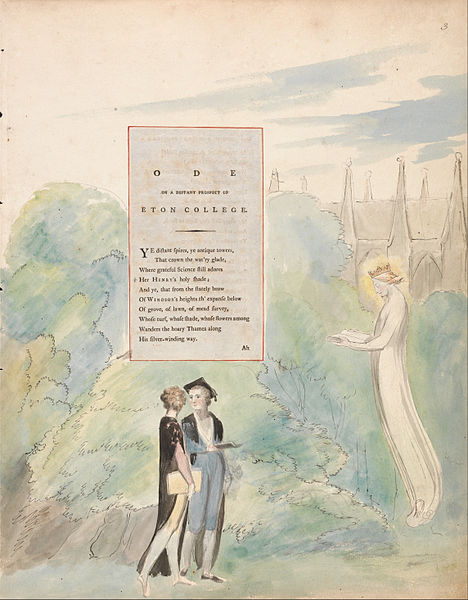 3
ODE
ON A DISTANT PROSPECT OF
ETON COLLEGE.
YE diſtant ſpires, ye antique towers,
That crown the wat'ry glade,
Where grateful Science ſtill adores
Her HENRY's holy ſhade;
And ye, that from the ſtately brow
Of WINDSOR's heights th' expanſe below
Of grove, of lawn, of mead ſurvey,
Whoſe turf, whoſe ſhade, whoſe flowers among
Wanders the hoary Thames along
His ſilver-winding way.
Ah